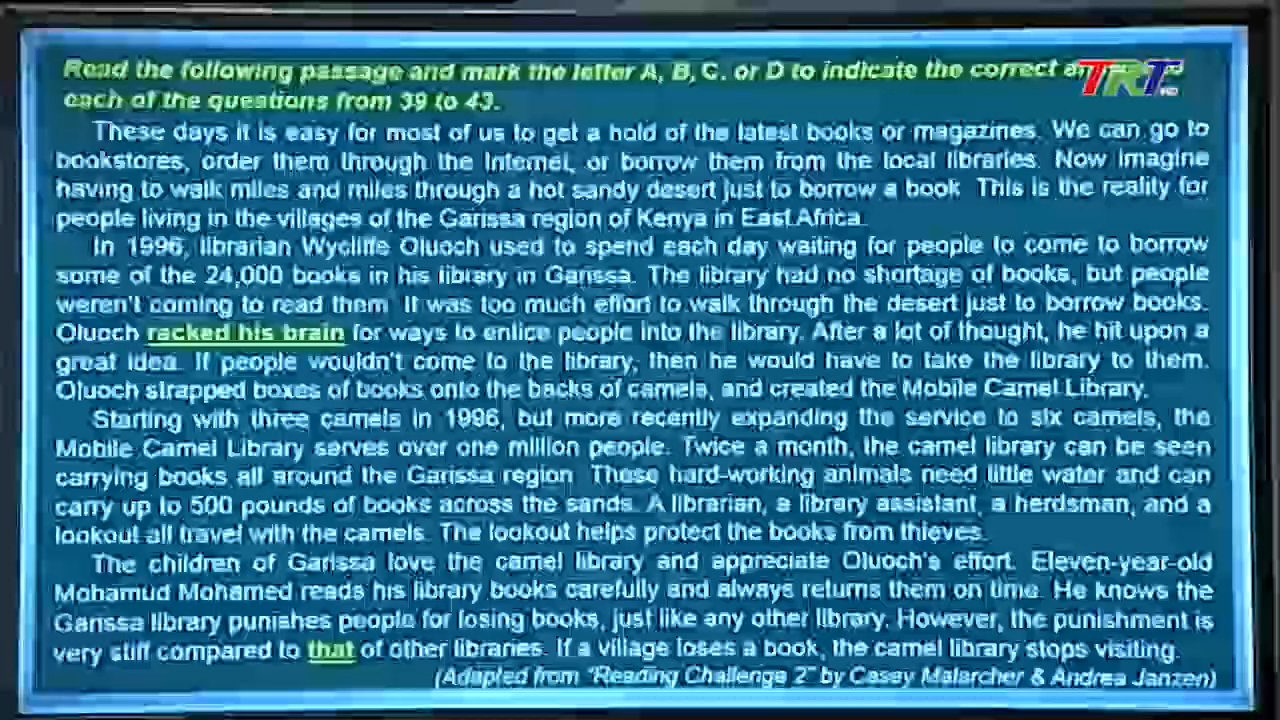 Read the following passage and mark the letter A, B, C. or D to indicate the correct
TRT HD
each of the questions from 39 to 43.
These days it is easy for most of us to get a hold of the latest books or magazines. We can go to
bookstores, order them through the Internet, or borrow them from the local libraries. Now imagine
having to walk miles and miles through a hot sandy desert just to borrow a book. This is the reality for
people living in the villages of the Garissa region of Kenya in East Africa.
In 1996, librarian Wycliffe Oluoch used to spend each day waiting for people to come to borrow
some of the 24,000 books in his library in Garissa. The library had no shortage of books, but people
weren't coming to read them. It was too much effort to walk through the desert just to borrow books.
Oluoch racked his brain for ways to entice people into the library. After a lot of thought, he hit upon a
great idea. If people wouldn't come to the library, then he would have to take the library to them.
Oluoch strapped boxes of books onto the backs of camels, and created the Mobile Camel Library.
Starting with three camels in 1996, but more recently expanding the service to six camels, the
Mobile Camel Library serves over one million people. Twice a month, the camel library can be seen
carrying books all around the Garissa region. These hard-working animals need little water and can
carry up to 500 pounds of books across the sands. A librarian, a library assistant, a herdsman, and a
lookout all travel with the camels. The lookout helps protect the books from thieves.
The children of Garissa love the camel library and appreciate Oluoch's effort. Eleven-year-old
Mohamud Mohamed reads his library books carefully and always returns them on time. He knows the
Garissa library punishes people for losing books, just like any other library. However, the punishment is
very stiff compared to that of other libraries. If a village loses a book, the camel library stops visiting.
(Adapted from "Reading Challenge 2" by Casey Malarcher & Andrea Janzen)